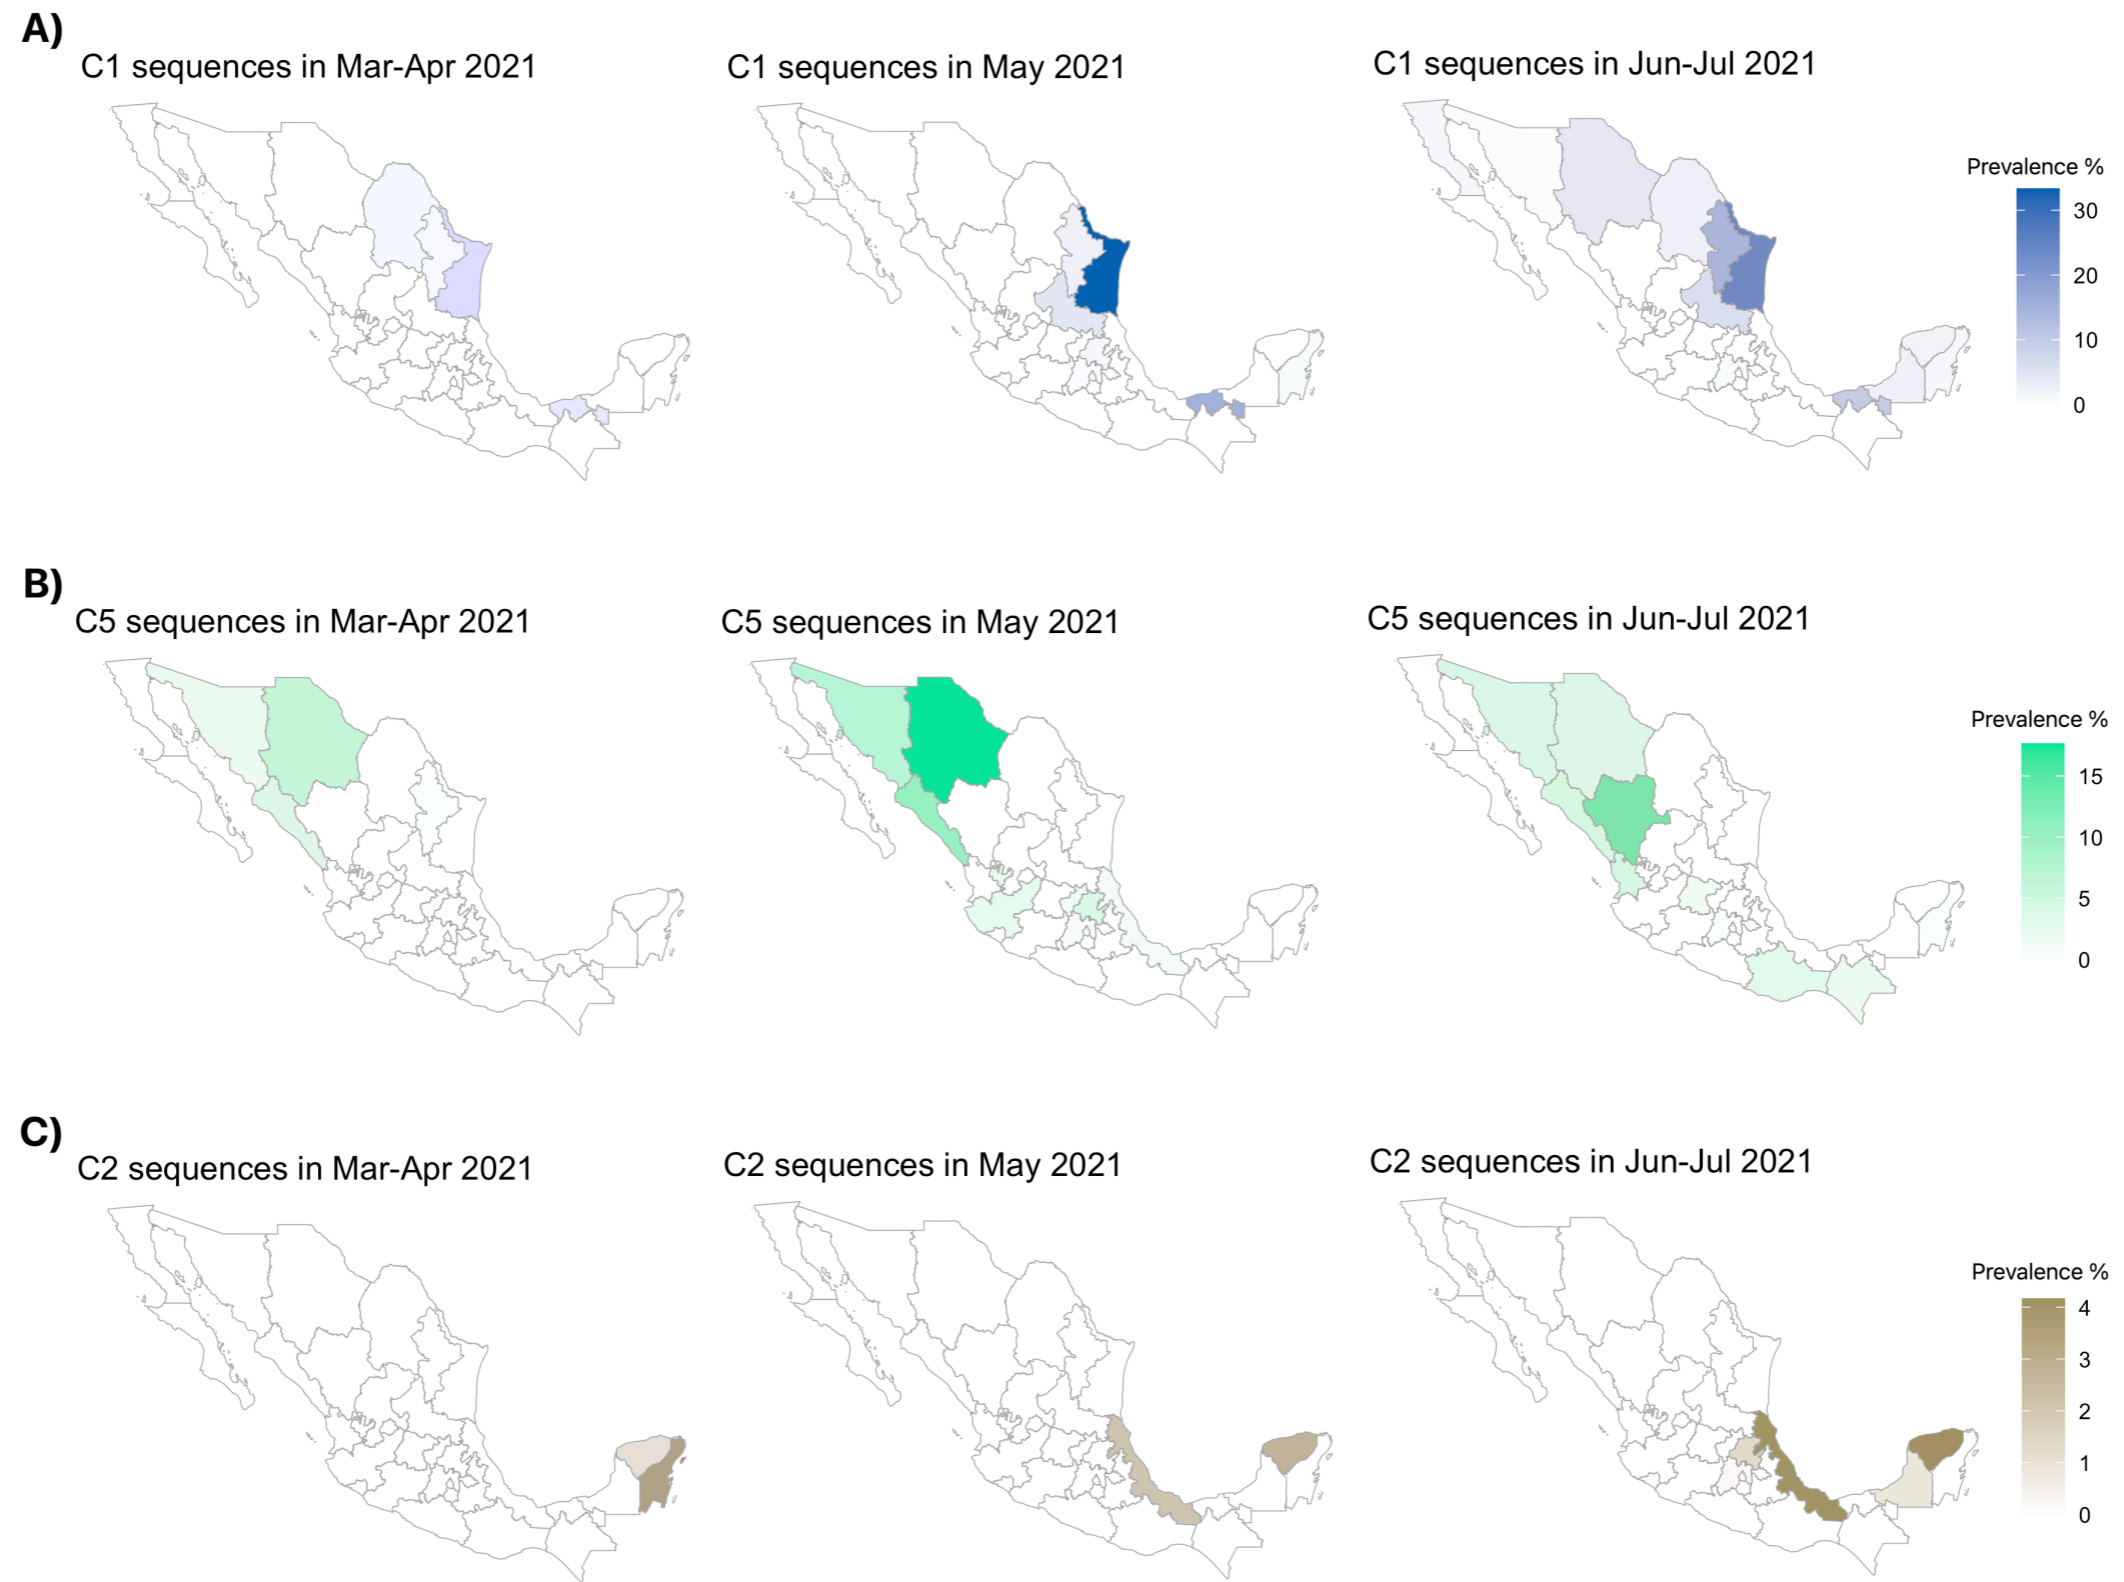 A)
C1 sequences in Mar-Apr 2021
C1 sequences in May 2021
C1 sequences in Jun-Jul 2021
Prevalence %
30
20
10
0
B)
C5 sequences in Mar-Apr 2021
C5 sequences in May 2021
C5 sequences in Jun-Jul 2021
Prevalence %
15
10
5
0
C)
C2 sequences in Mar-Apr 2021
C2 sequences in May 2021
C2 sequences in Jun-Jul 2021
Prevalence %
4
3
2
1
0